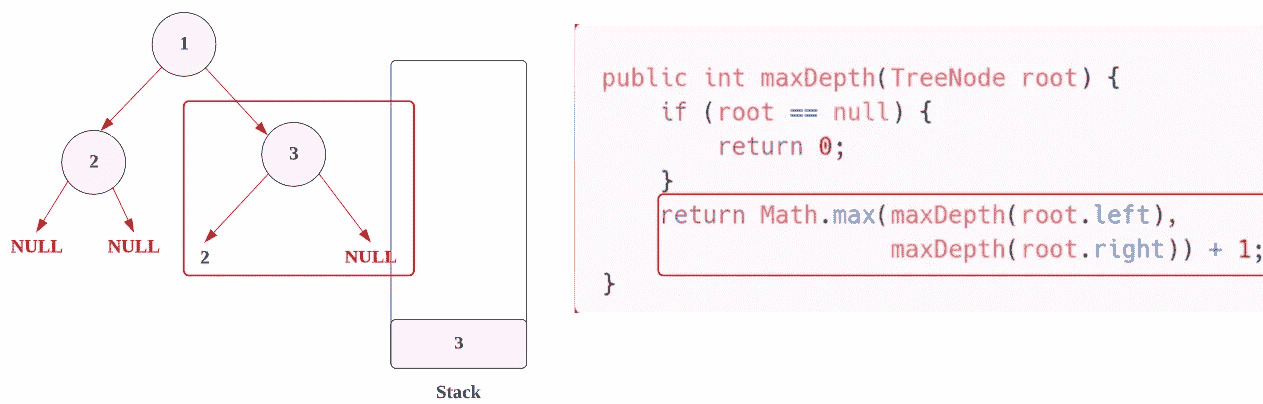 1
2
3
NULL
NULL
2
NULL
3
Stack
public int maxDepth(TreeNode root) {
if (root == null) {
return 0;
}
return Math.max(maxDepth(root.left),
maxDepth(root.right)) + 1;
}